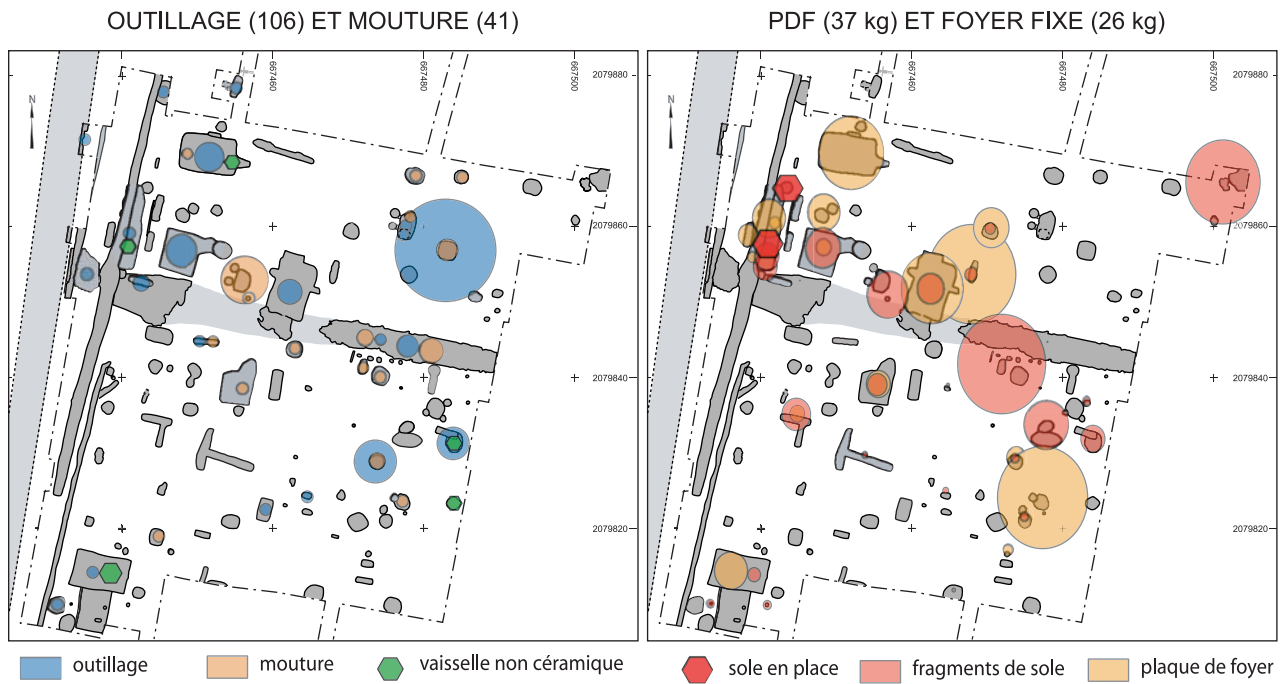 OUTILLAGE (106) ET MOUTURE (41)
PDF (37 kg) ET FOYER FIXE (26 kg)
667460
667480
667500
2079880
N
2079860
2079840
2079820
667460
667480
667500
2079880
N
2079860
2079840
2079820
outillage
mouture
vaisselle non céramique
sole en place
fragments de sole
plaque de foyer